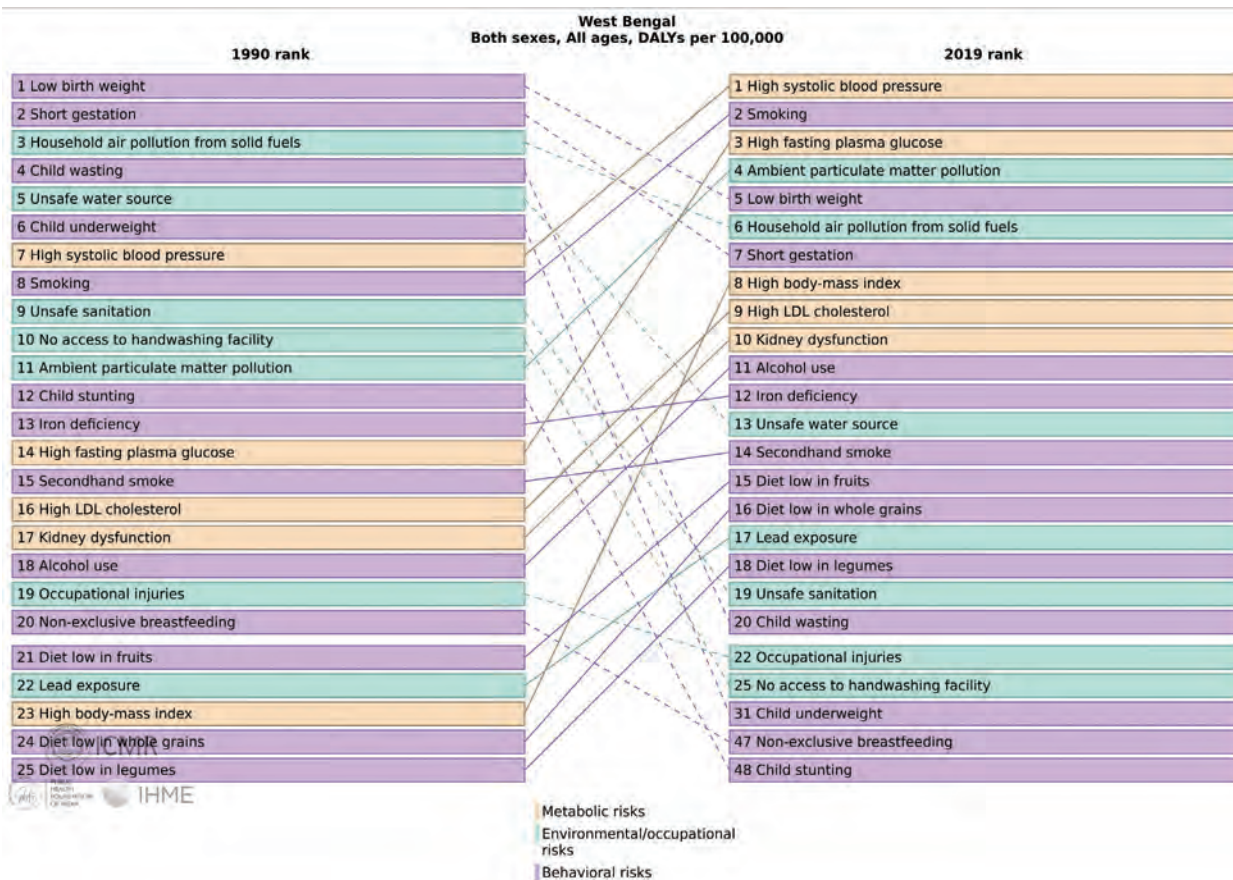 West Bengal
Both sexes, All ages, DALYs per 100,000
1990 rank
1 Low birth weight
2 Short gestation
3 Household air pollution from solid fuels
4 Child wasting
5 Unsafe water source
6 Child underweight
7 High systolic blood pressure
8 Smoking
9 Unsafe sanitation
10 No access to handwashing facility
11 Ambient particulate matter pollution
12 Child stunting
13 Iron deficiency
14 High fasting plasma glucose
15 Secondhand smoke
16 High LDL cholesterol
17 Kidney dysfunction
18 Alcohol use
19 Occupational injuries
20 Non-exclusive breastfeeding
21 Diet low in fruits
22 Lead exposure
23 High body-mass index
24 Diet low in whole grains
25 Diet low in legumes
2019 rank
1 High systolic blood pressure
2 Smoking
3 High fasting plasma glucose
4 Ambient particulate matter pollution
5 Low birth weight
6 Household air pollution from solid fuels
7 Short gestation
8 High body-mass index
9 High LDL cholesterol
10 Kidney dysfunction
11 Alcohol use
12 Iron deficiency
13 Unsafe water source
14 Secondhand smoke
15 Diet low in fruits
16 Diet low in whole grains
17 Lead exposure
18 Diet low in legumes
19 Unsafe sanitation
20 Child wasting
22 Occupational injuries
25 No access to handwashing facility
31 Child underweight
47 Non-exclusive breastfeeding
48 Child stunting
ICMR
PUBLIC
HEALTH
FOUNDATION
OF INDIA
IHME
Metabolic risks
Environmental/occupational
risks
Behavioral risks